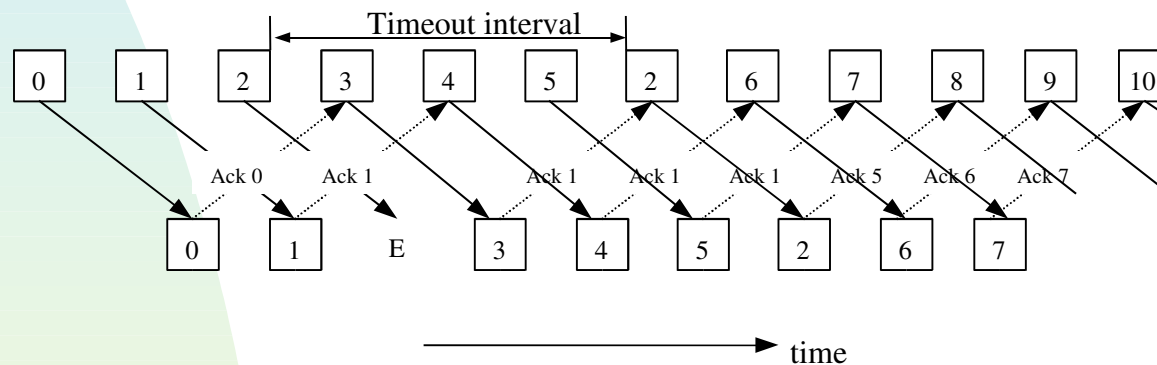 Timeout interval
0 1 2 3 4 5 2 6 7 8 9 10
Ack 0 Ack 1 Ack 1 Ack 1 Ack 1 Ack 5 Ack 6 Ack 7
0 1 E 3 4 5 2 6 7
time